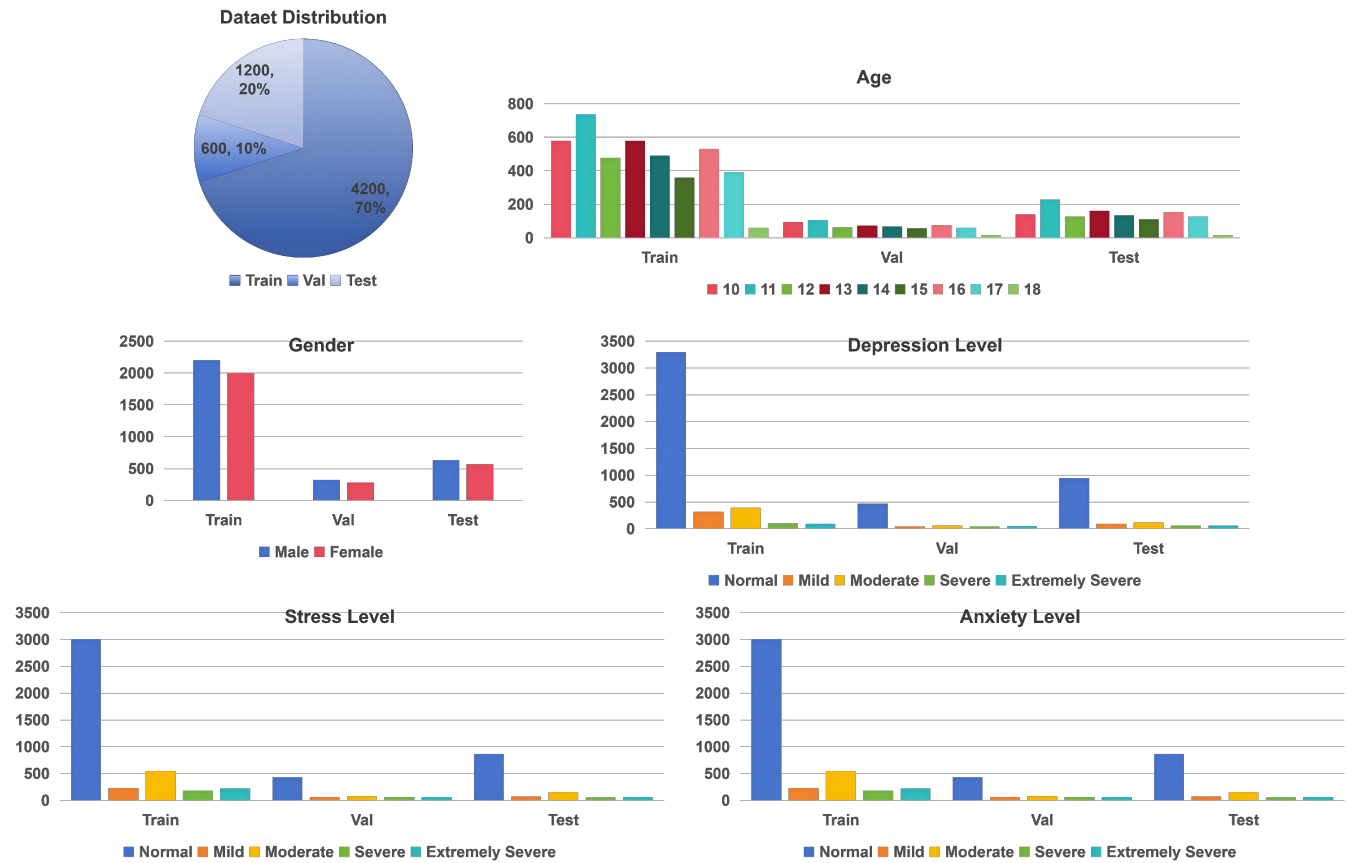 Dataet Distribution
1200,
20%
600, 10%
4200,
70%
Train Val Test
Age
800
600
400
200
0
Train Val Test
10 11 12 13 14 15 16 17 18
Gender
2500
2000
1500
1000
500
0
Train Val Test
Male Female
Depression Level
3500
3000
2500
2000
1500
1000
500
0
Train Val Test
Normal Mild Moderate Severe Extremely Severe
Stress Level
3500
3000
2500
2000
1500
1000
500
0
Train Val Test
Normal Mild Moderate Severe Extremely Severe
Anxiety Level
3500
3000
2500
2000
1500
1000
500
0
Train Val Test
Normal Mild Moderate Severe Extremely Severe